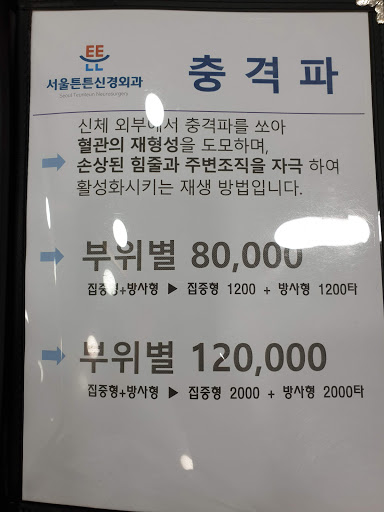 튼
서울튼튼신경외과
Seoul Teunteun Neurosurgery
충격파
신체 외부에서 충격파를 쏘아
혈관의 재형성을 도모하며,
손상된 힘줄과 주변조직을 자극 하여
활성화시키는 재생 방법입니다.
부위별 80,000
집중형+방사형 ▶ 집중형 1200 + 방사형 1200타
부위별 120,000
집중형+방사형 ▶ 집중형 2000 + 방사형 2000타